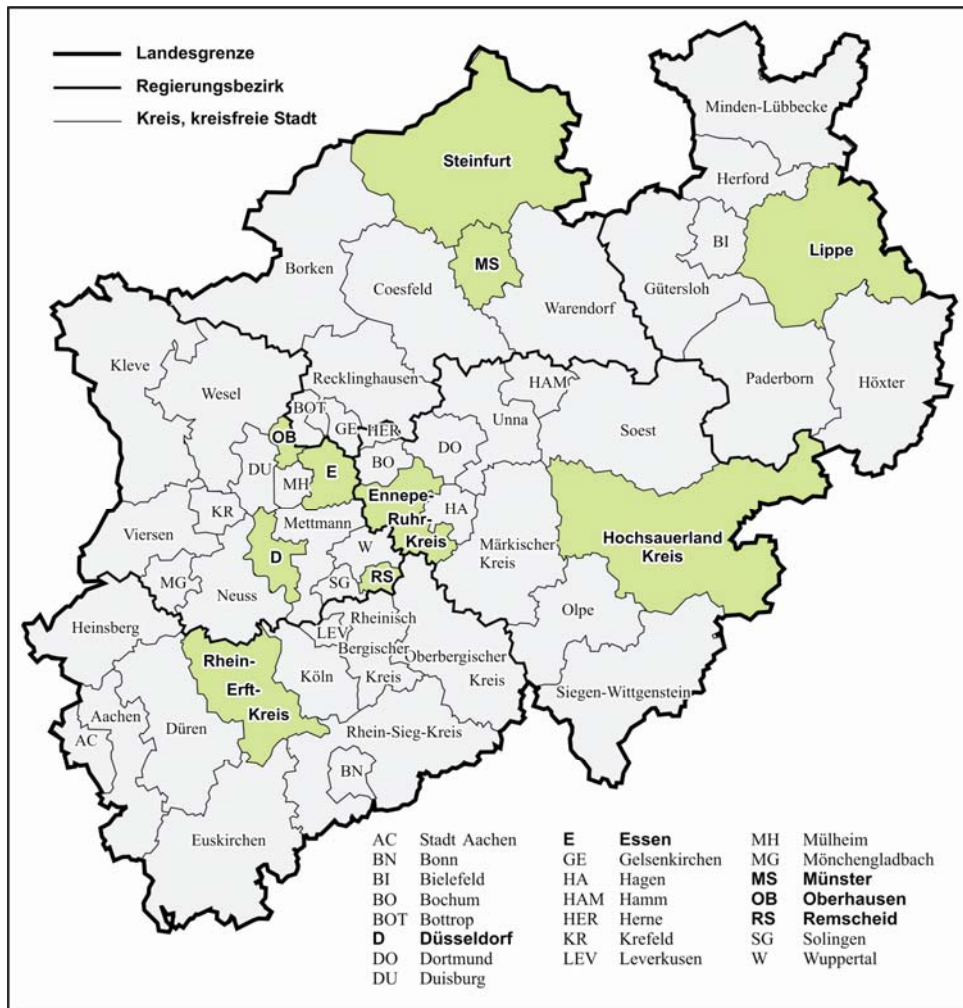 Landesgrenze
Regierungsbezirk
Kreis, kreisfreie Stadt
Minden-Lübbecke
Steinfurt
Herford
BI
Lippe
MS
Borken
Coesfeld
Gütersloh
Warendorf
Kleve
Wesel
Recklinghausen
HAM
Paderborn
Höxter
BOT
GE
HER
Unna
Soest
OB
DO
DU
E
BO
MH
Ennepe-
Ruhr-
Kreis
HA
KR
Mettmann
Viersen
Hochsauerland
Kreis
Märkischer
Kreis
D
W
RS
SG
MG
Neuss
Olpe
Heinsberg
LEV
Rheinisch
Bergischer
Kreis
Oberbergischer
Kreis
Rhein-
Erft-
Kreis
Köln
Siegen-Wittgenstein
Aachen
AC
Düren
Rhein-Sieg-Kreis
BN
Euskirchen
AC Stadt Aachen
BN Bonn
BI Bielefeld
BO Bochum
BOT Bottrop
D Düsseldorf
DO Dortmund
DU Duisburg
E Essen
GE Gelsenkirchen
HA Hagen
HAM Hamm
HER Herne
KR Krefeld
LEV Leverkusen
MH Mülheim
MG Mönchengladbach
MS Münster
OB Oberhausen
RS Remscheid
SG Solingen
W Wuppertal